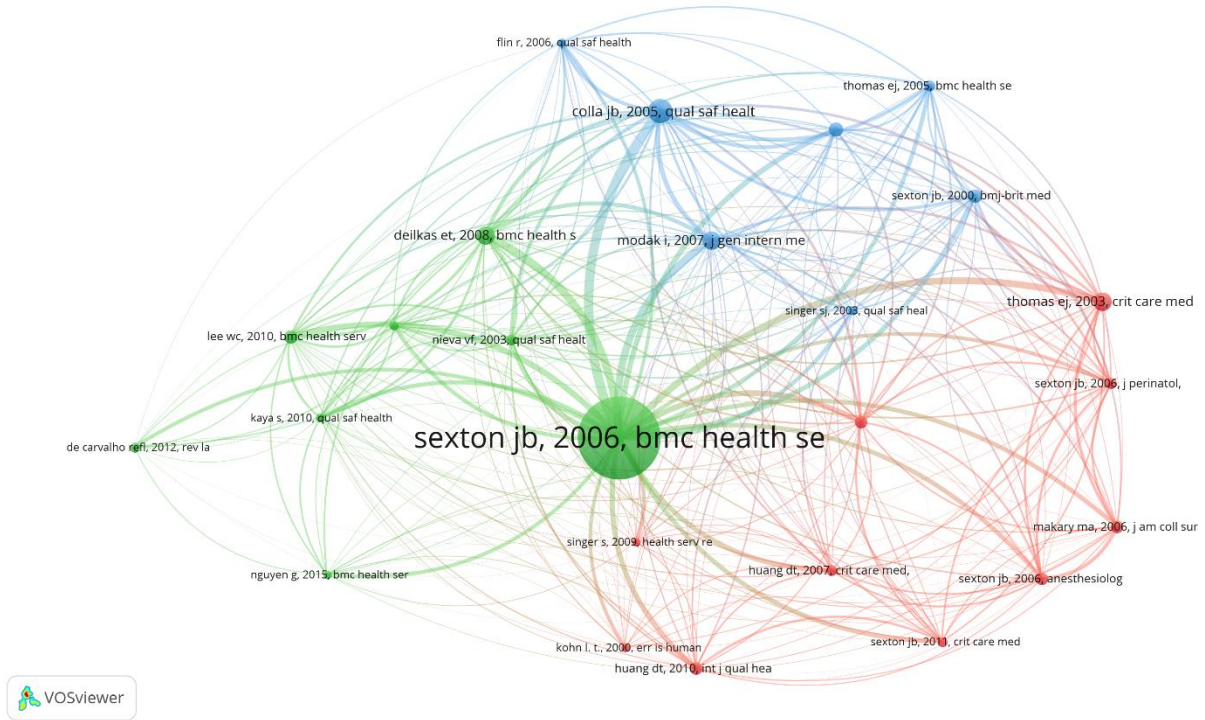 flin r, 2006, qual saf health
thomas ej, 2005, bmc health se
colla jb, 2005, qual saf healt
sexton jb, 2000, bmj-brit med
deilkas et, 2008, bmc health s
modak i, 2007, j gen intern me
thomas ej, 2003, crit care med
singer sj, 2003, qual saf heal
lee wc, 2010, bmc health serv
nieva vf, 2003, qual saf healt
sexton jb, 2006, j perinatol,
kaya s, 2010, qual saf health
sexton jb, 2006, bmc health se
de carvalho refi, 2012, rev la
makary ma, 2006, j am coll sur
singer s, 2009, health serv re
huang dt, 2007, crit care med,
nguyen g, 2015, bmc health ser
sexton jb, 2006, anesthesiolog
sexton jb, 2011, crit care med
kohn l. t., 2000, err is human
huang dt, 2010, int j qual hea
VOSviewer